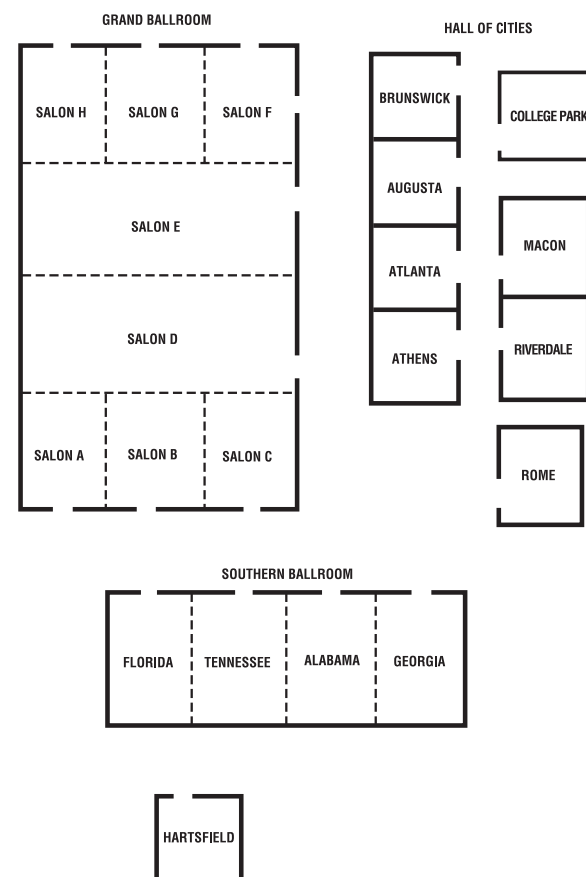 GRAND BALLROOM
SALON H
SALON G
SALON F
SALON E
SALON D
SALON A
SALON B
SALON C
HALL OF CITIES
BRUNSWICK
COLLEGE PARK
AUGUSTA
MACON
ATLANTA
RIVERDALE
ATHENS
ROME
SOUTHERN BALLROOM
FLORIDA
TENNESSEE
ALABAMA
GEORGIA
HARTSFIELD